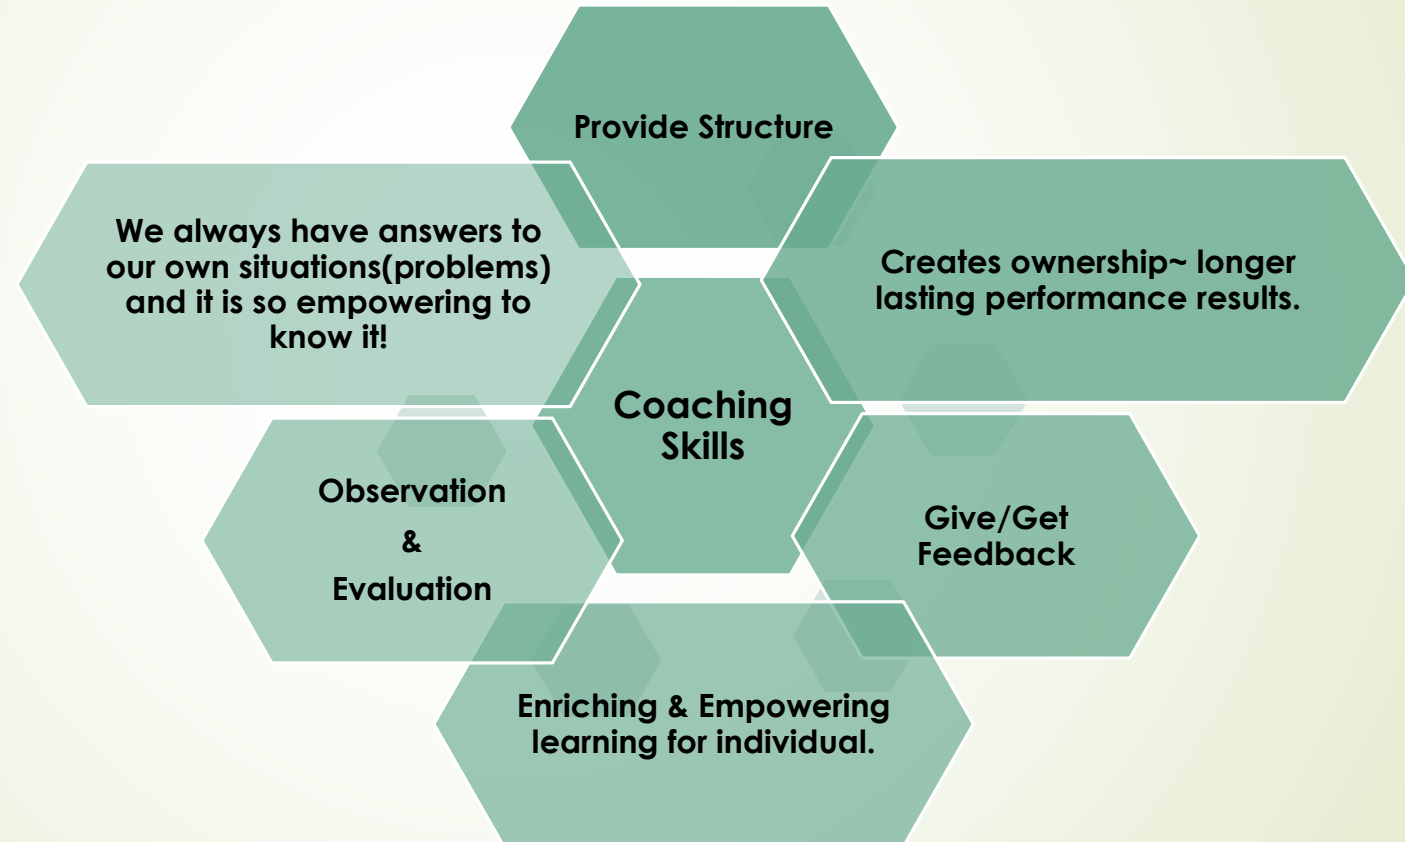 Provide Structure
We always have answers to
our own situations(problems)
and it is so empowering to
know it!
Creates ownership~ longer
lasting performance results.
Coaching
Skills
Observation
&
Evaluation
Give/Get
Feedback
Enriching & Empowering
learning for individual.